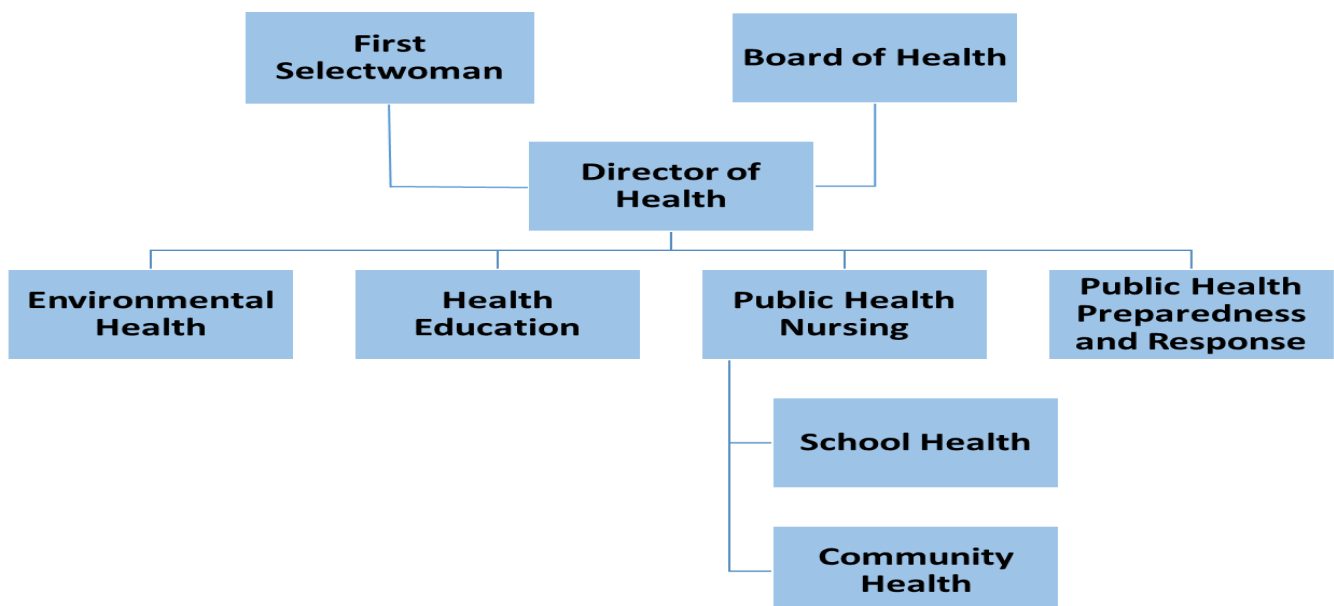 First
Selectwoman
Board of Health
Director of
Health
Environmental
Health
Health
Education
Public Health
Nursing
Public Health
Preparedness
and Response
School Health
Community
Health